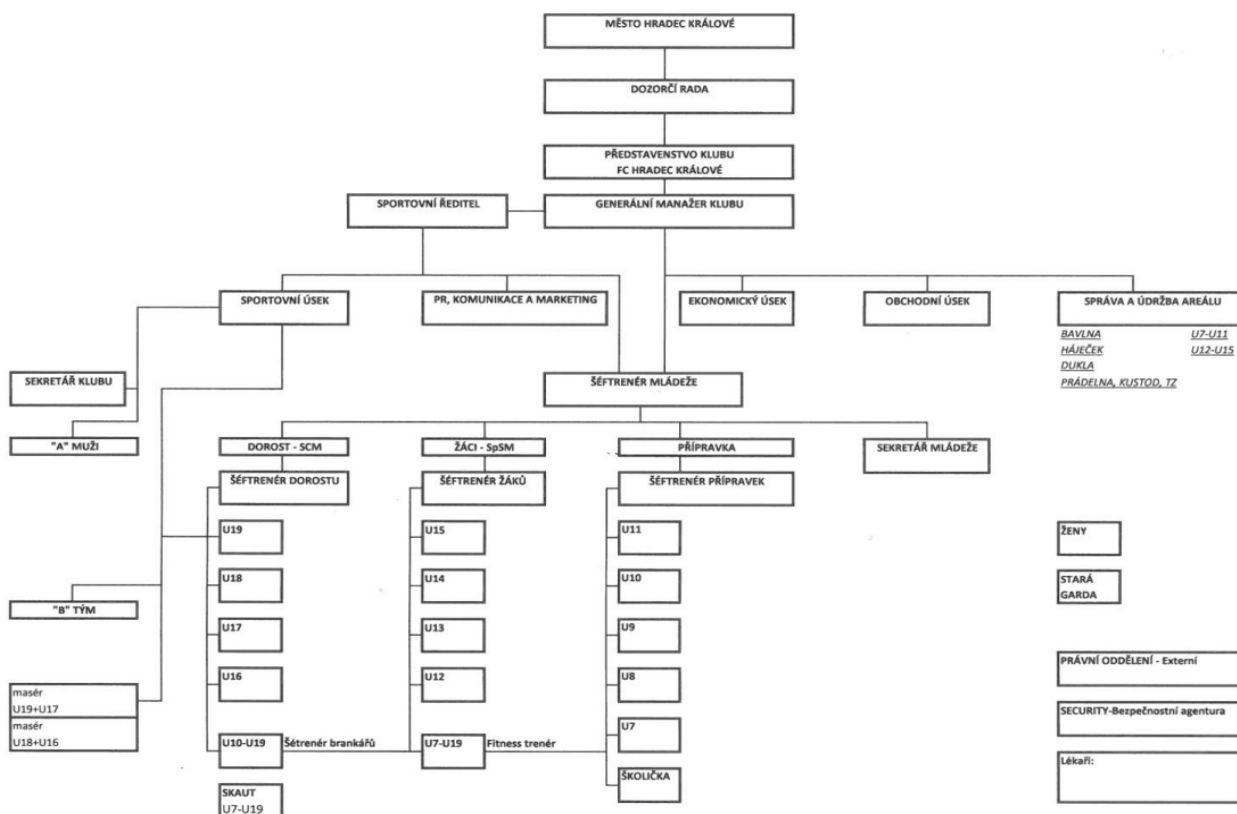 MĚSTO HRADEC KRÁLOVÉ
DOZORČÍ RADA
PŘEDSTAVENSTVO KLUBU
FC HRADEC KRÁLOVÉ
SPORTOVNÍ ŘEDITEL
GENERÁLNÍ MANAŽER KLUBU
SPORTOVNÍ ÚSEK
PR, KOMUNIKACE A MARKETING
EKONOMICKÝ ÚSEK
OBCHODNÍ ÚSEK
SPRÁVA A ÚDRŽBA AREÁLU
BAVLNA U7-U11
HÁJEČEK U12-U15
DUKLA
PRÁDELNA, KUSTOD, TZ
SEKRETÁŘ KLUBU
ŠÉFTRENÉR MLÁDEŽE
"A" MUŽI
DOROST - SCM
ŽÁCI - SpSM
PŘÍPRAVKA
SEKRETÁŘ MLÁDEŽE
ŠÉFTRENÉR DOROSTU
ŠÉFTRENÉR ŽÁKŮ
ŠÉFTRENÉR PŘÍPRAVEK
U19
U15
U11
ŽENY
U18
U14
U10
STARÁ
GARDA
"B" TÝM
U17
U13
U9
PRÁVNÍ ODDĚLENÍ - Externí
U16
U12
U8
masér
U19+U17
masér
U18+U16
SECURITY-Bezpečnostní agentura
U10-U19
Šétrenér brankářů
U7-U19
Fitness trenér
U7
Lékaři:
ŠKOLIČKA
SKAUT
U7-U19